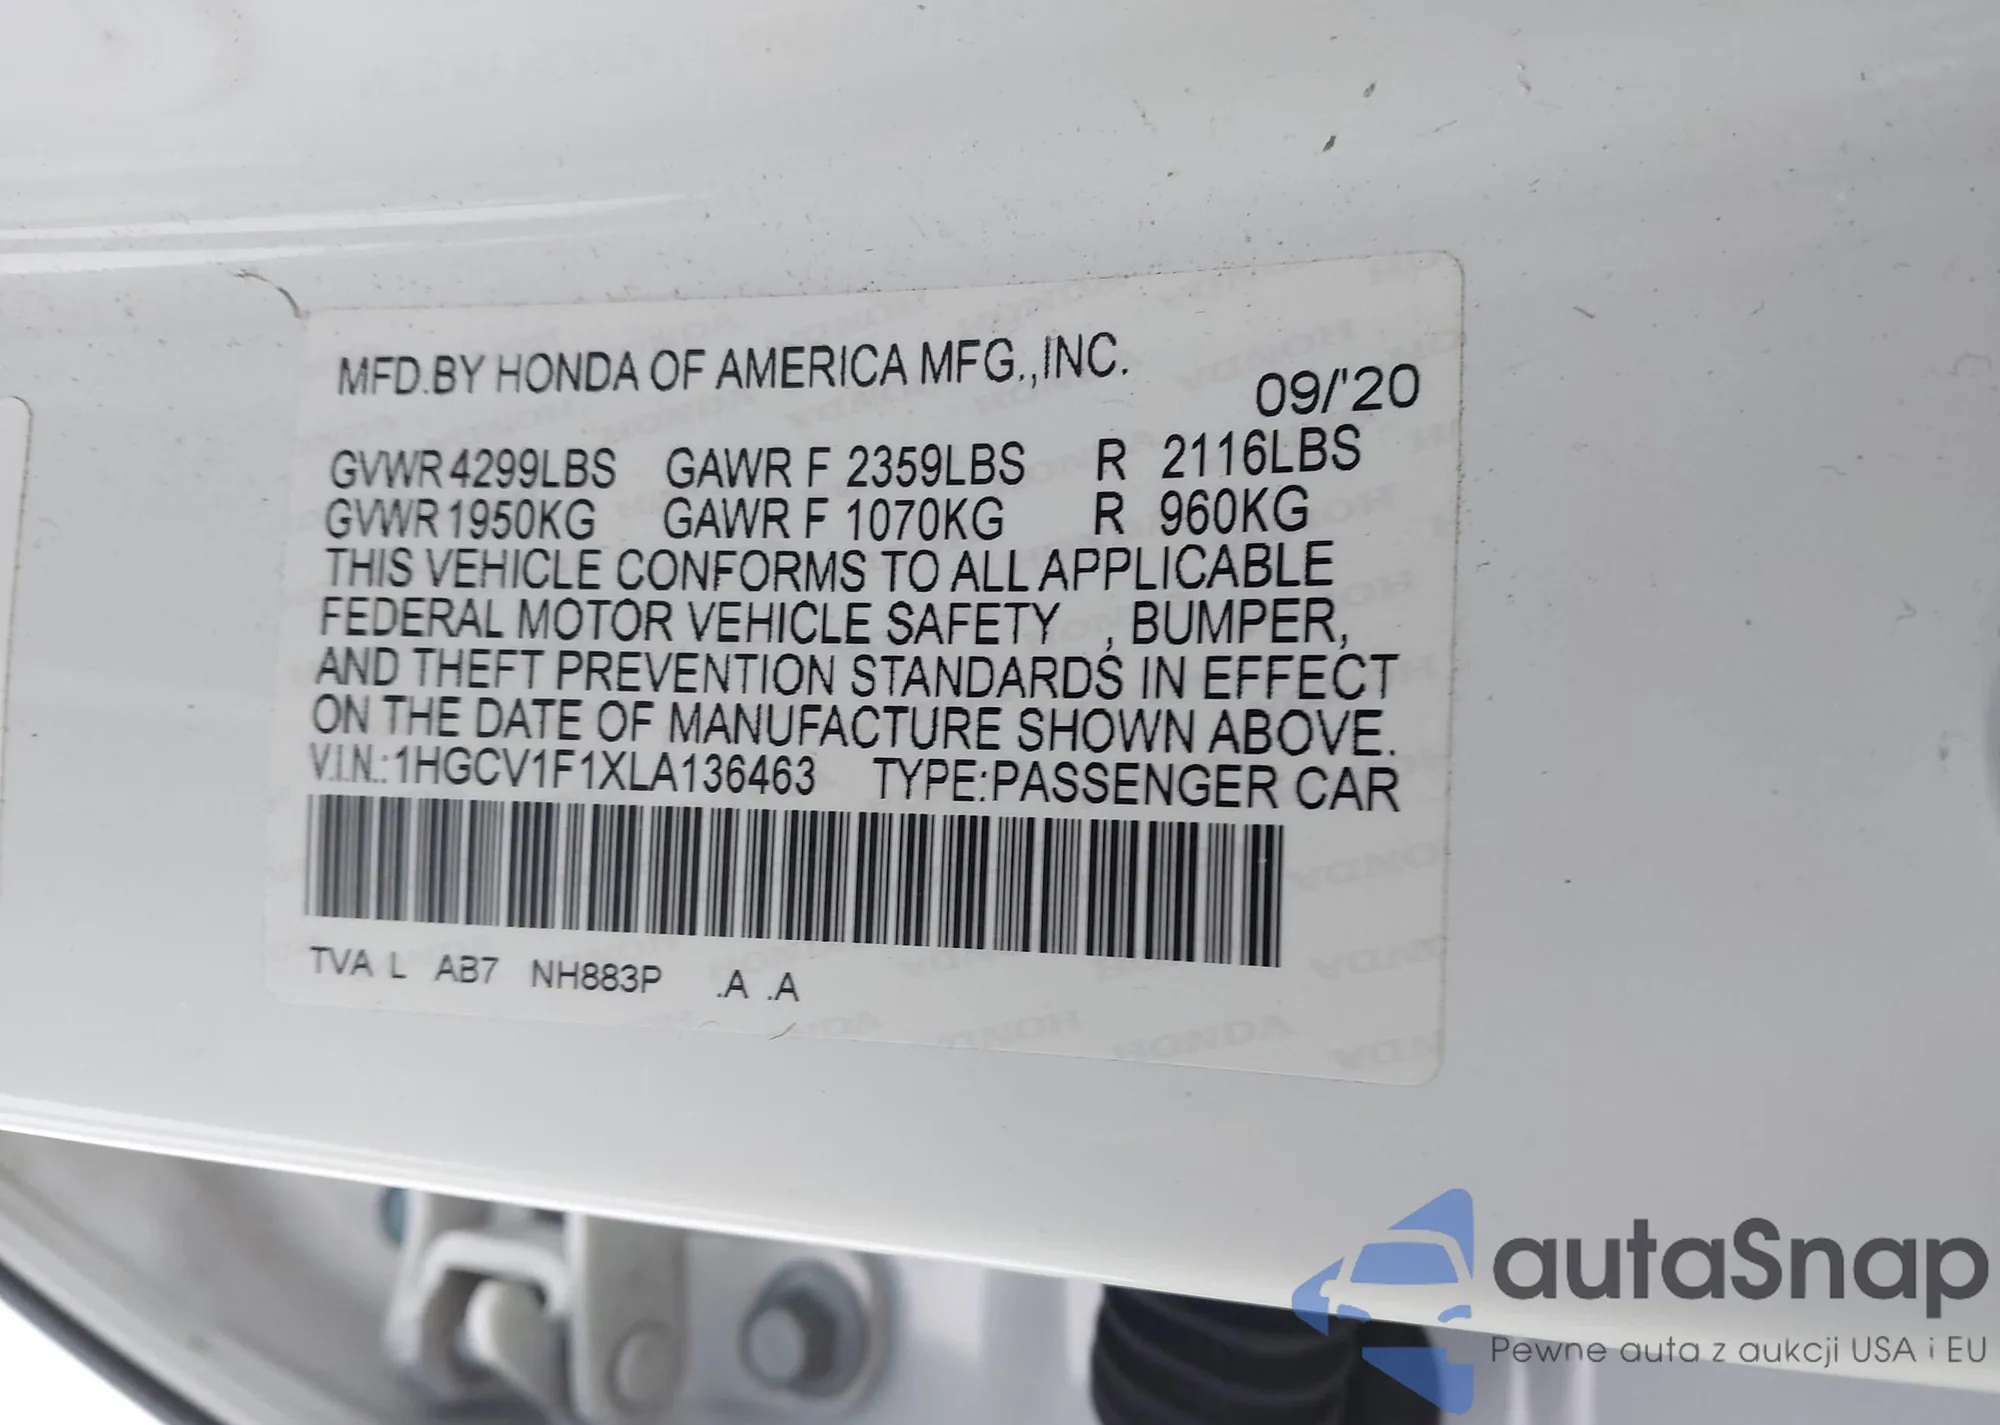 MFD.BY HONDA OF AMERICA MFG.,INC.
09/'20
GVWR 4299LBS GAWR F 2359LBS R 2116LBS
GVWR 1950KG GAWR F 1070KG R 960KG
THIS VEHICLE CONFORMS TO ALL APPLICABLE
FEDERAL MOTOR VEHICLE SAFETY , BUMPER,
AND THEFT PREVENTION STANDARDS IN EFFECT
ON THE DATE OF MANUFACTURE SHOWN ABOVE.
V.I.N.:1HGCV1F1XLA136463 TYPE:PASSENGER CAR
TVA L AB7 NH883P .A .A
autaSnap
Pewne auta z aukcji USA i EU